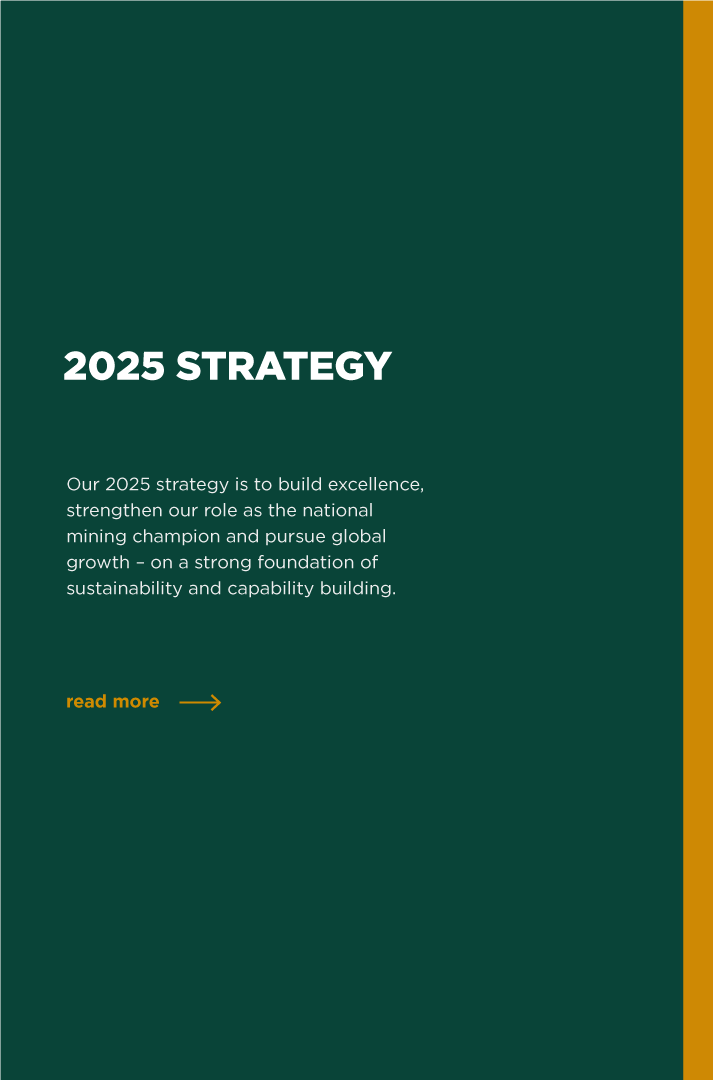 2025 STRATEGY
Our 2025 strategy is to build excellence,
strengthen our role as the national
mining champion and pursue global
growth – on a strong foundation of
sustainability and capability building.
read more